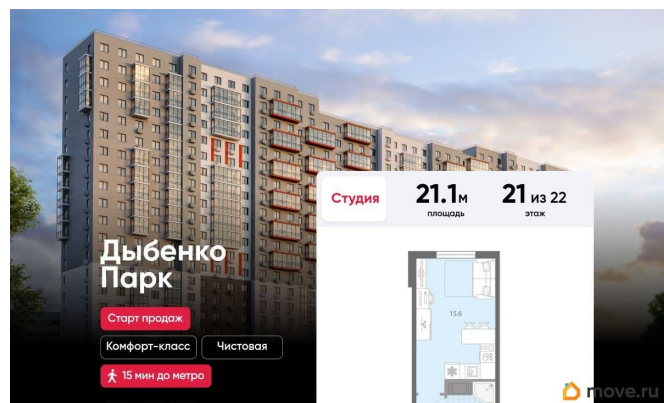 Студия
21.1 м
площадь
21 из 22
этаж
Дыбенко
Парк
Старт продаж
Комфорт-класс
Чистовая
15 мин до метро
15.6
move.ru